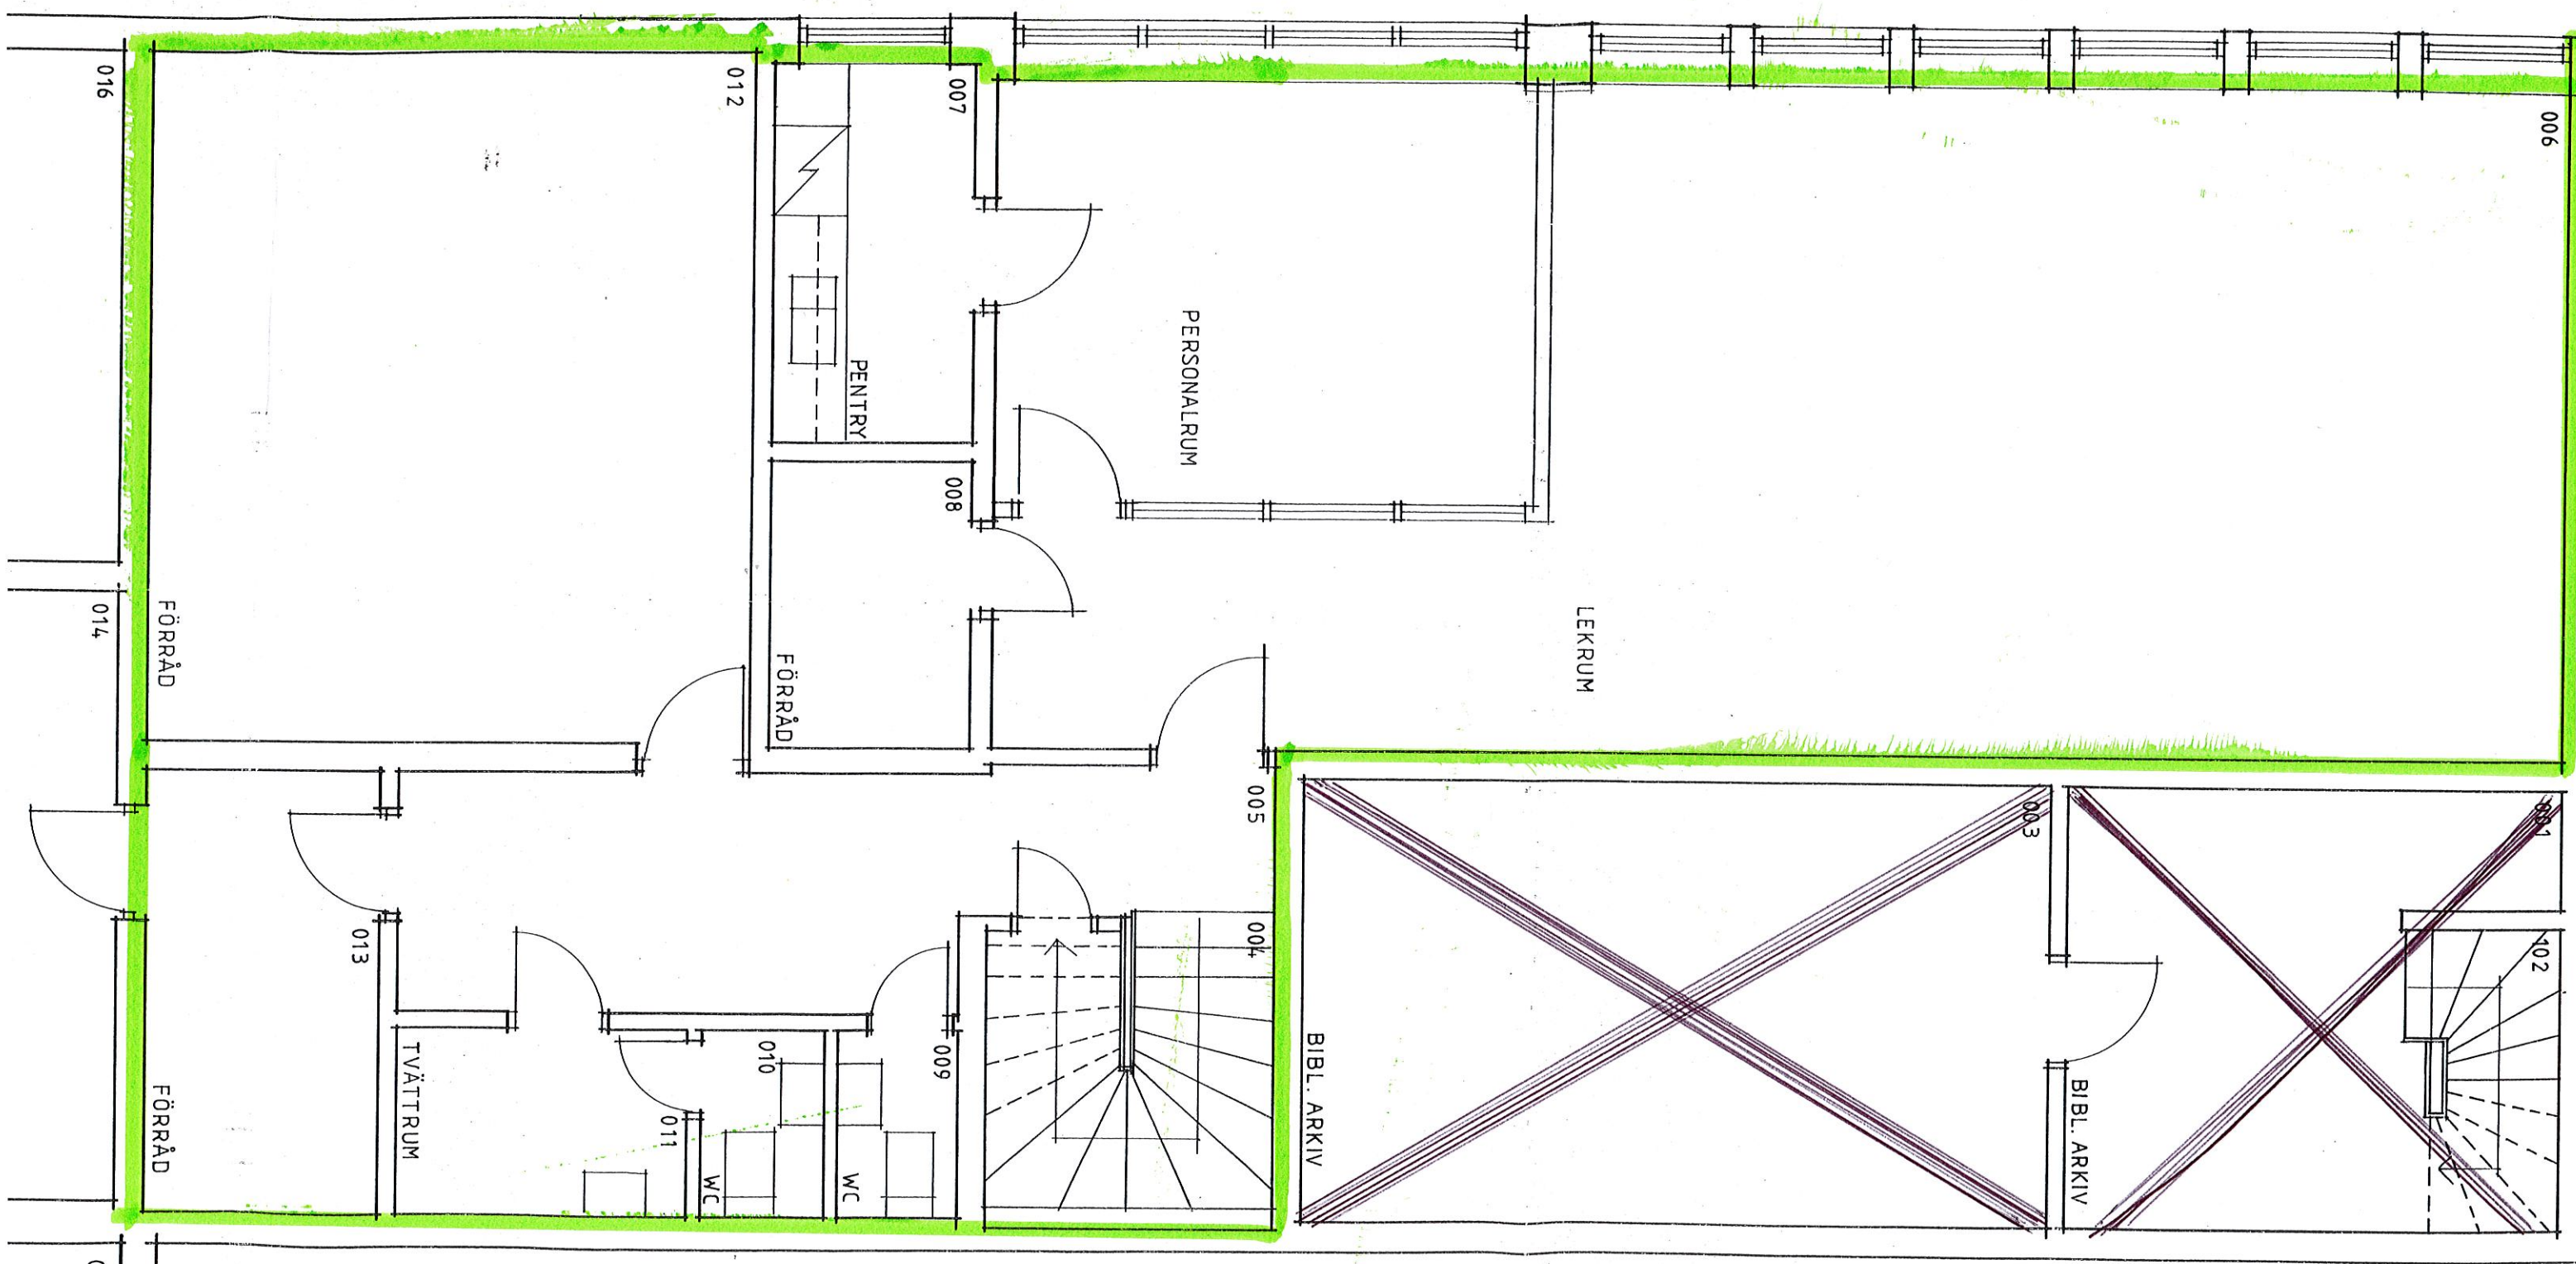 016
012
007
006
PENTRY
PERSONALRUM
008
014
FÖRRÅD
FÖRRÅD
LEKRUM
005
003
001
013
004
102
TVÄTTRUM
010
009
011
FÖRRÅD
WC
WC
BIBL. ARKIV
BIBL. ARKIV